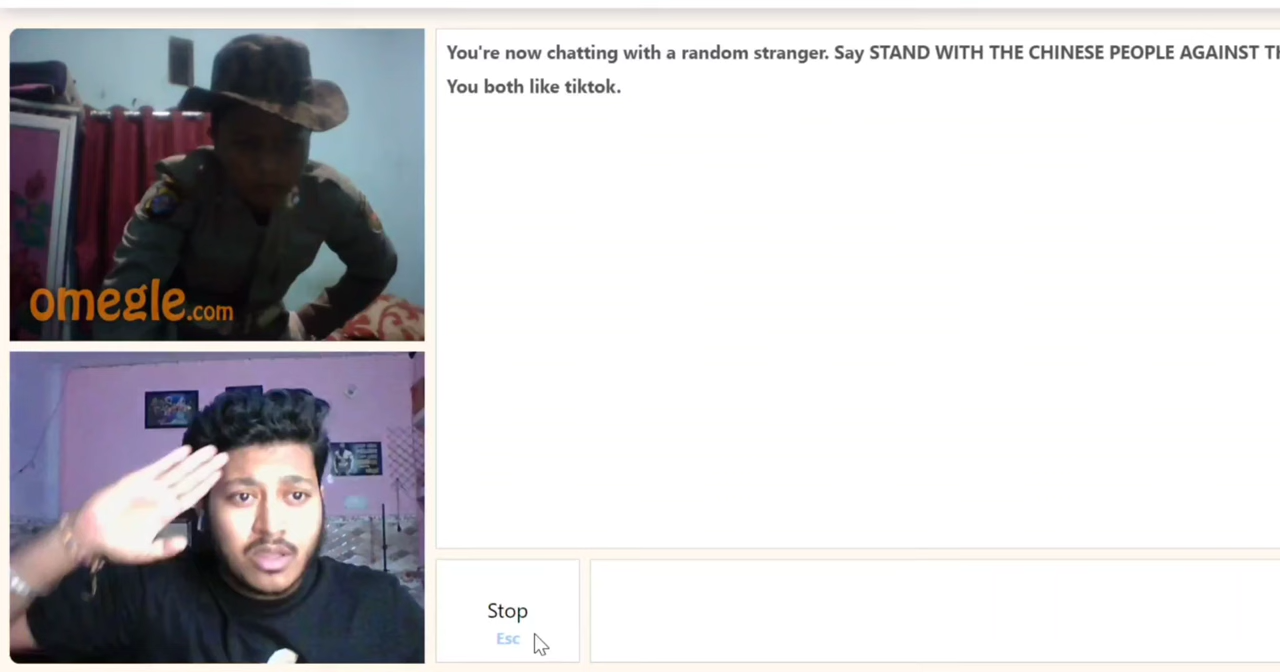 You're now chatting with a random stranger. Say STAND WITH THE CHINESE PEOPLE AGAINST
You both like tiktok.
omegle.com
Stop
Esc